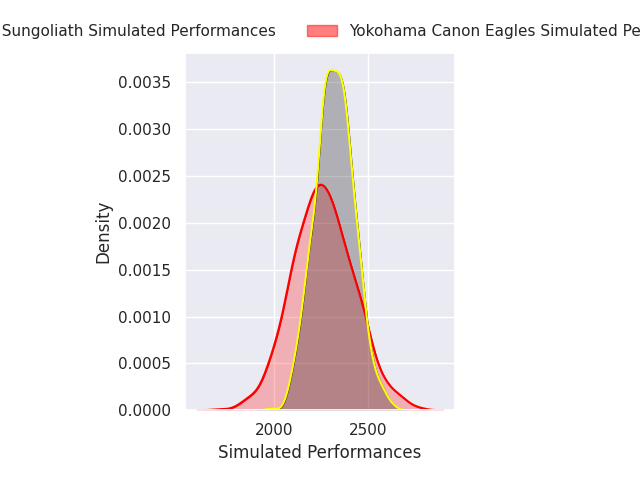 Sungoliath Simulated Performances
Yokohama Canon Eagles Simulated Pe
0.0035
0.0030
0.0025
0.0020
0.0015
0.0010
0.0005
0.0000
Density
2000
2500
Simulated Performances